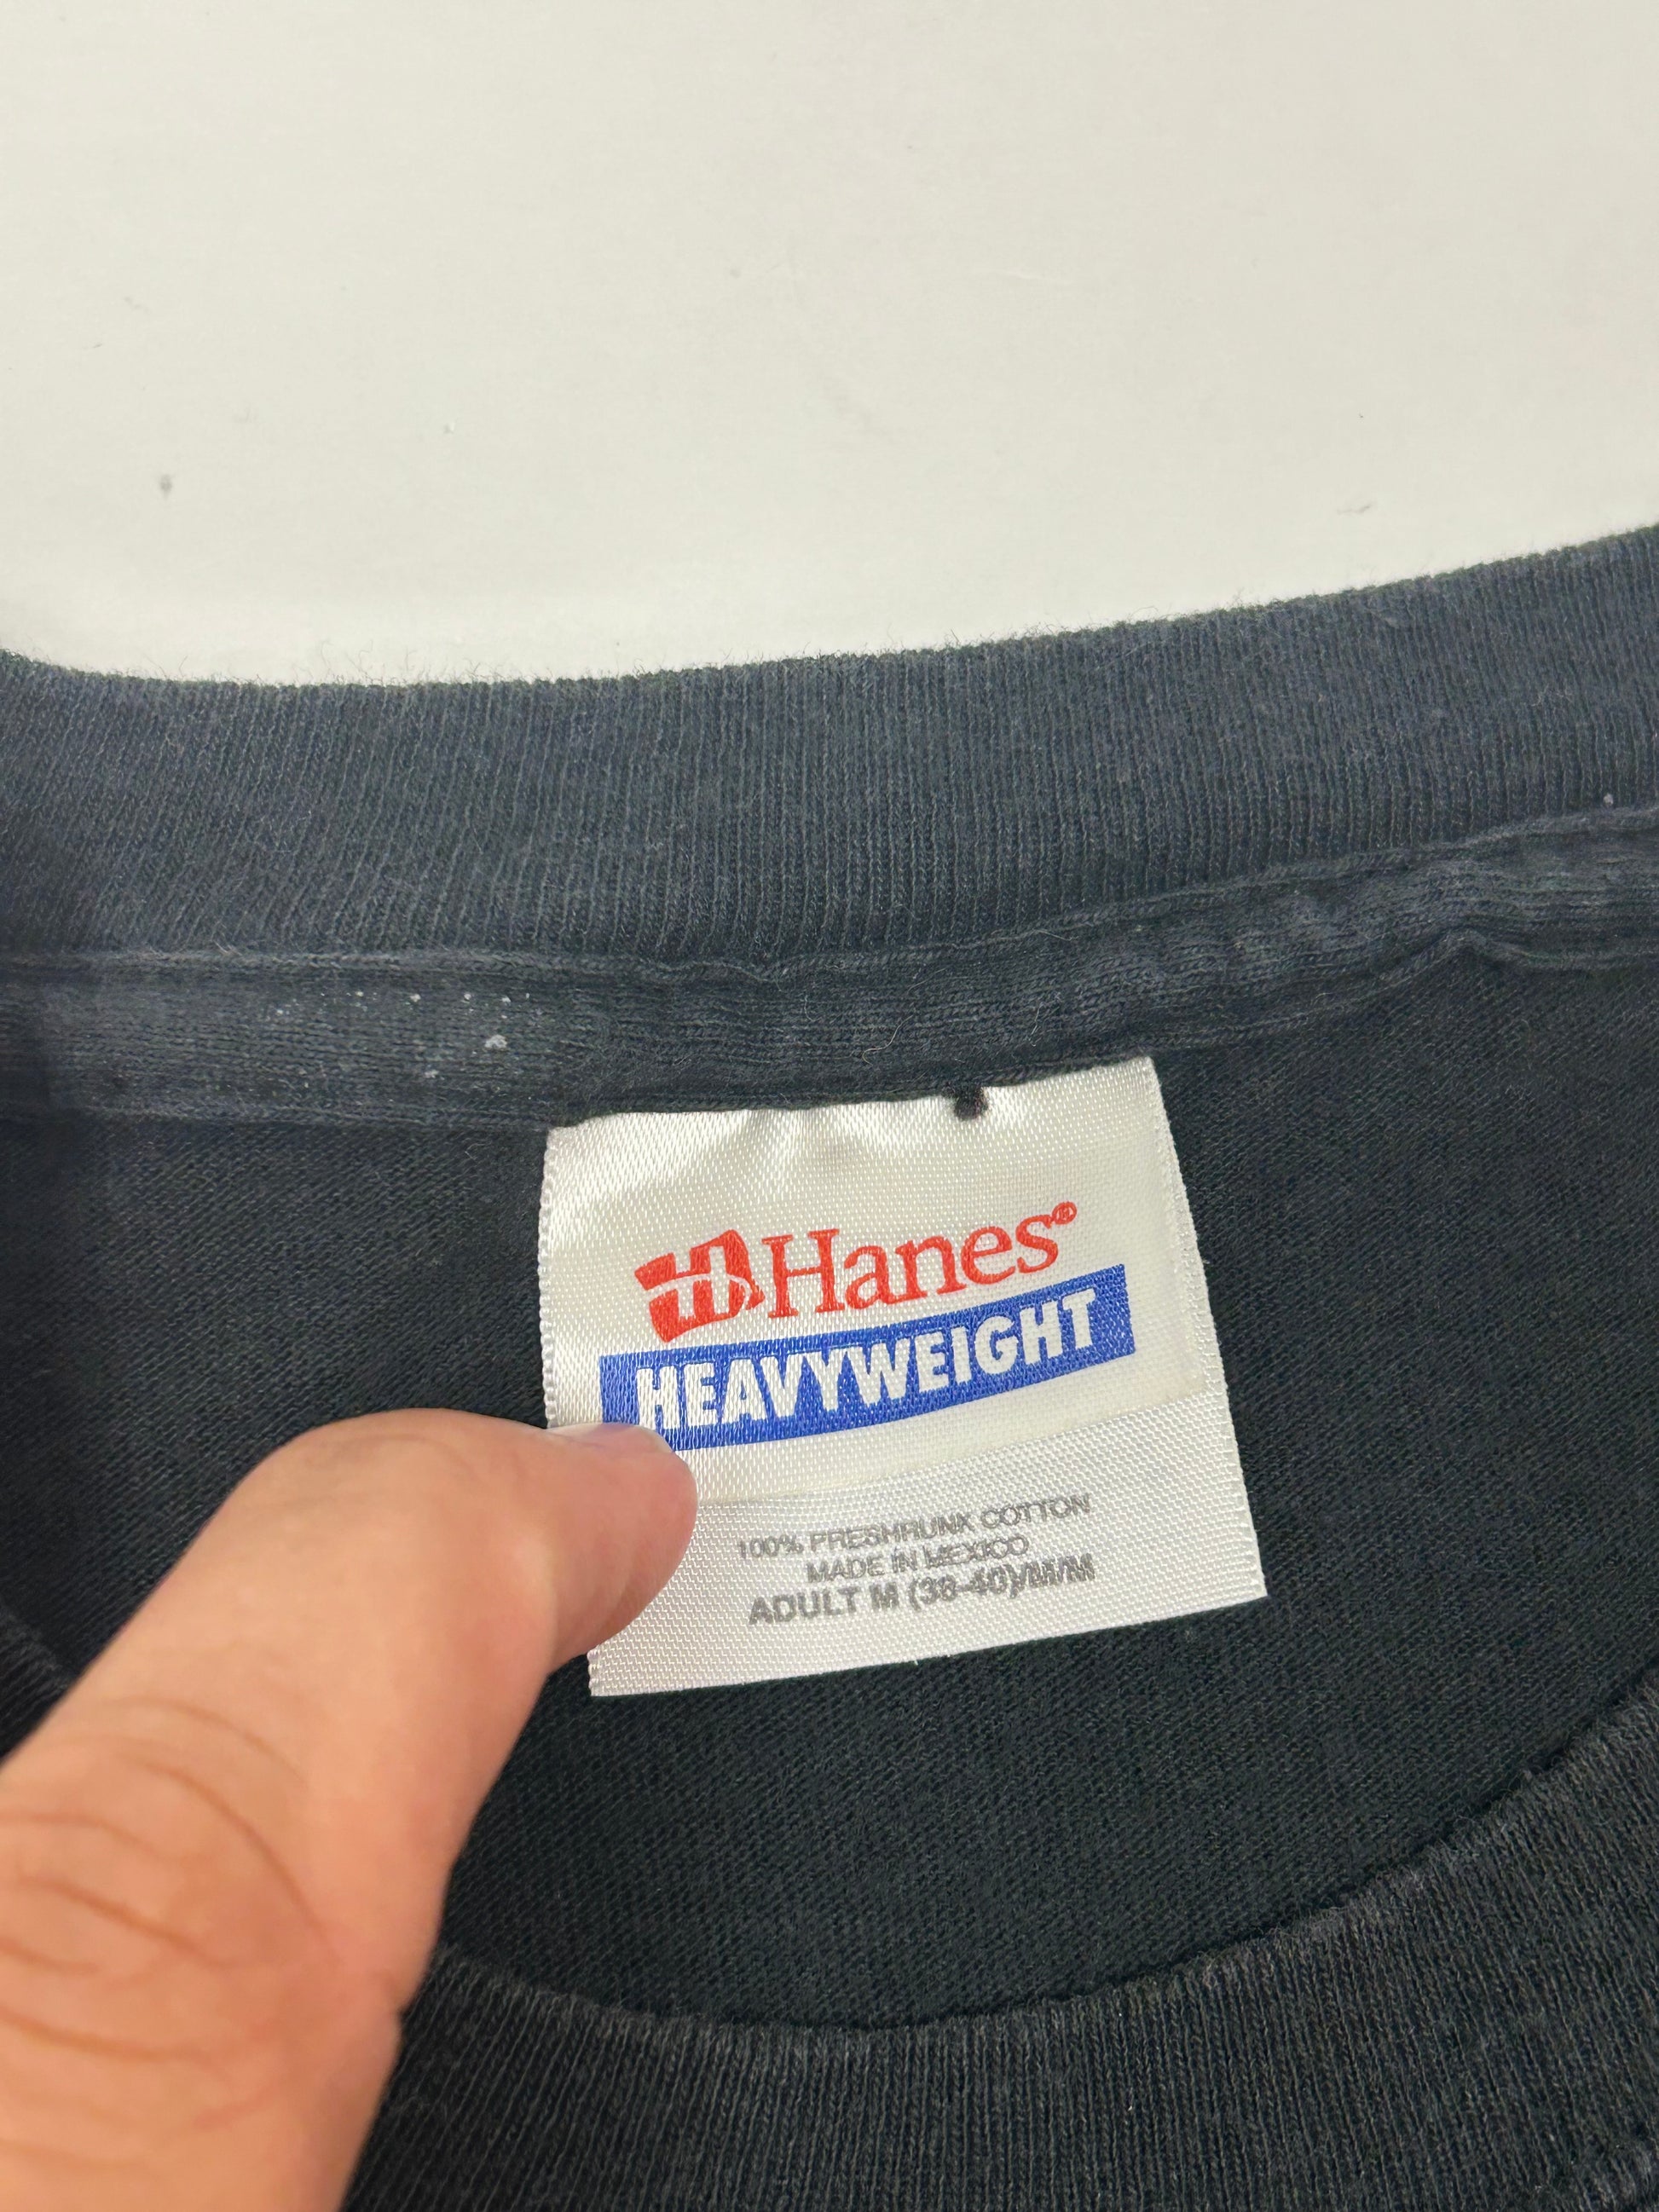 Hanes®
HEAVYWEIGHT
100% PRESHRUNK COTTON
MADE IN MEXICO
ADULT M (38-40)/M/M